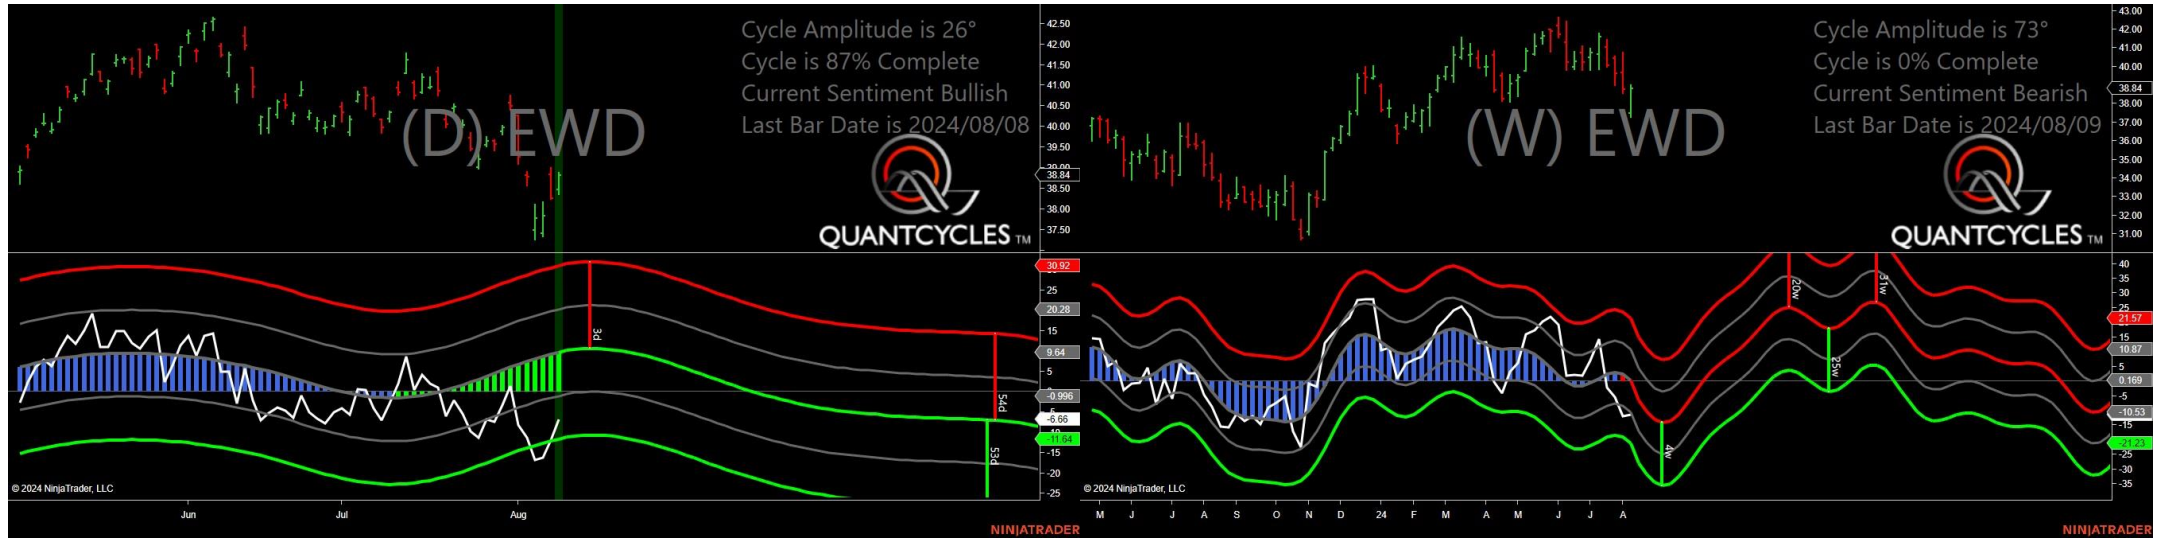 Cycle Amplitude is 26°
Cycle is 87% Complete
Current Sentiment Bullish
Last Bar Date is 2024/08/08
(D) EWD
QUANTCYCLES TM
42.50
42.00
41.50
41.00
40.50
40.00
39.50
39.00
38.84
38.50
38.00
37.50
30.92
25
20.28
15
9.64
5
-0.996
-6.66
-11.64
-15
-20
-25
3d
54d
53d
© 2024 NinjaTrader, LLC
Jun
Jul
Aug
NINJATRADER
Cycle Amplitude is 73°
Cycle is 0% Complete
Current Sentiment Bearish
Last Bar Date is 2024/08/09
(W) EWD
QUANTCYCLES TM
43.00
42.00
41.00
40.00
38.84
38.00
37.00
36.00
35.00
34.00
33.00
32.00
31.00
40
35
30
25
21.57
15
10.87
5
0.169
-5
-10.53
-15
-21.23
-25
-30
-35
20w
31w
25w
4w
© 2024 NinjaTrader, LLC
M
J
J
A
S
O
N
D
24
F
M
A
M
J
J
A
NINJATRADER